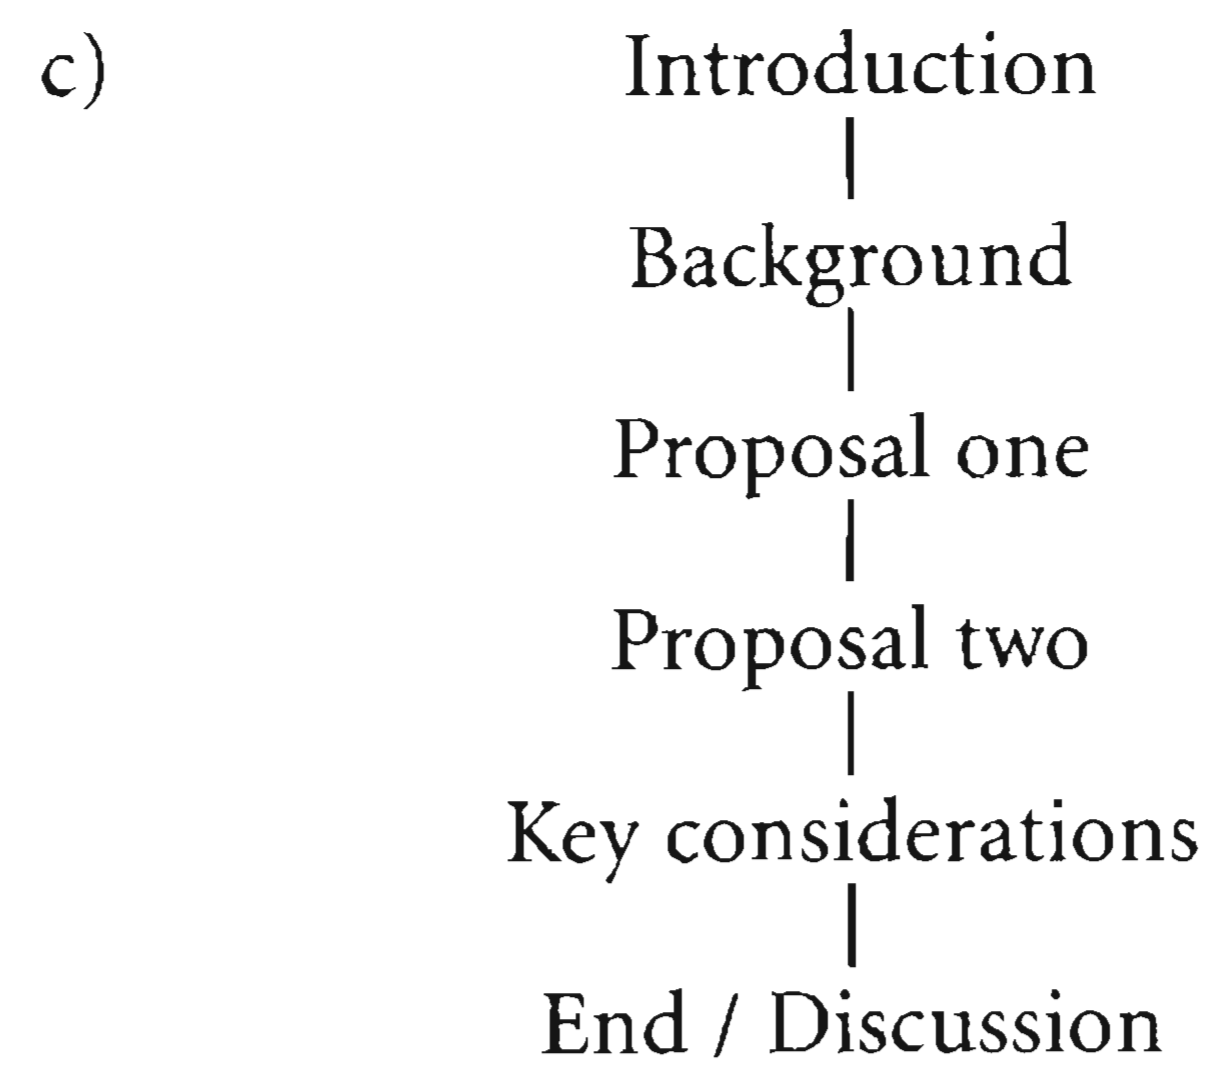 c)
Introduction
Background
Proposal one
Proposal two
Key considerations
End / Discussion